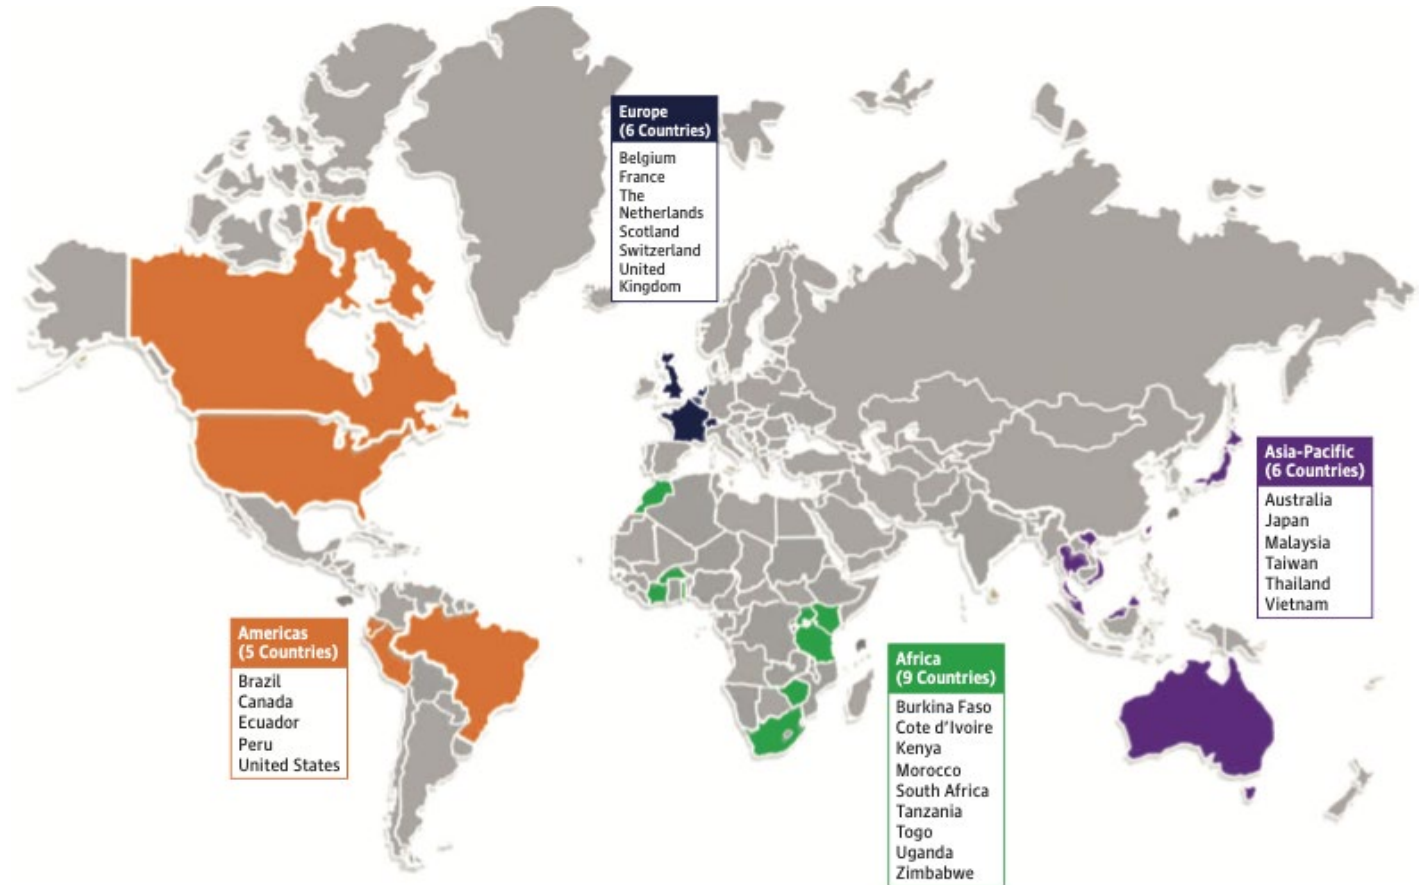 Europe
(6 Countries)
Belgium
France
The
Netherlands
Scotland
Switzerland
United
Kingdom
Asia-Pacific
(6 Countries)
Australia
Japan
Malaysia
Taiwan
Thailand
Vietnam
Americas
(5 Countries)
Brazil
Canada
Ecuador
Peru
United States
Africa
(9 Countries)
Burkina Faso
Cote d'Ivoire
Kenya
Morocco
South Africa
Tanzania
Togo
Uganda
Zimbabwe